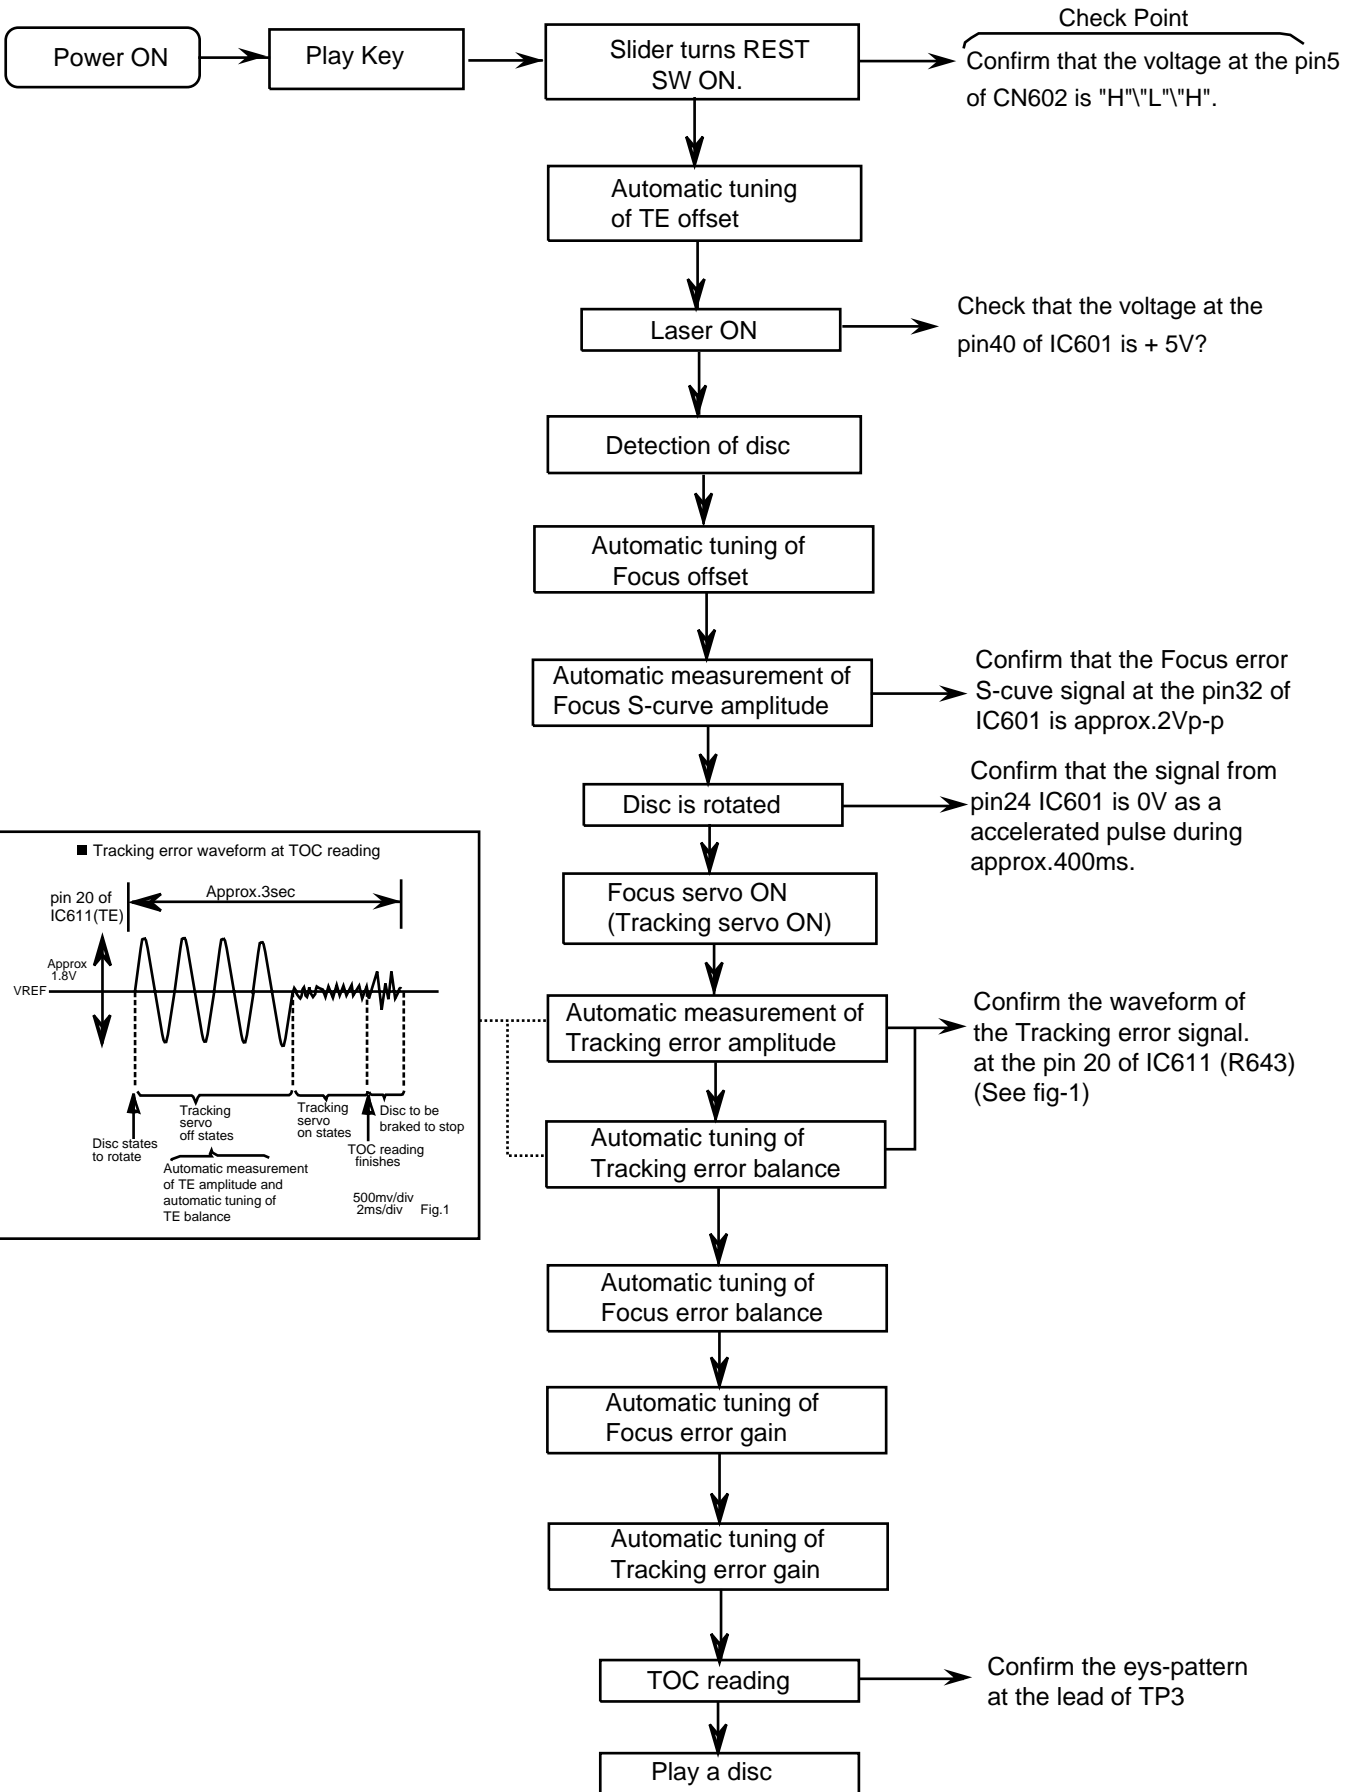 Check Point
Power ON
Play Key
Slider turns REST
SW ON.
Confirm that the voltage at the pin5
of CN602 is "H"\"L"\"H".
Automatic tuning
of TE offset
Laser ON
Check that the voltage at the
pin40 of IC601 is + 5V?
Detection of disc
Automatic tuning of
Focus offset
Automatic measurement of
Focus S-curve amplitude
Confirm that the Focus error
S-cuve signal at the pin32 of
IC601 is approx.2Vp-p
Disc is rotated
Confirm that the signal from
pin24 IC601 is 0V as a
accelerated pulse during
approx.400ms.
Focus servo ON
(Tracking servo ON)
■ Tracking error waveform at TOC reading
pin 20 of
IC611(TE)
Approx.3sec
Approx
1.8V
VREF
Disc states
to rotate
Tracking
servo
off states
Tracking
servo
on states
Disc to be
braked to stop
TOC reading
finishes
Automatic measurement
of TE amplitude and
automatic tuning of
TE balance
500mv/div
2ms/div
Fig.1
Automatic measurement of
Tracking error amplitude
Confirm the waveform of
the Tracking error signal.
at the pin 20 of IC611 (R643)
(See fig-1)
Automatic tuning of
Tracking error balance
Automatic tuning of
Focus error balance
Automatic tuning of
Focus error gain
Automatic tuning of
Tracking error gain
TOC reading
Confirm the eys-pattern
at the lead of TP3
Play a disc